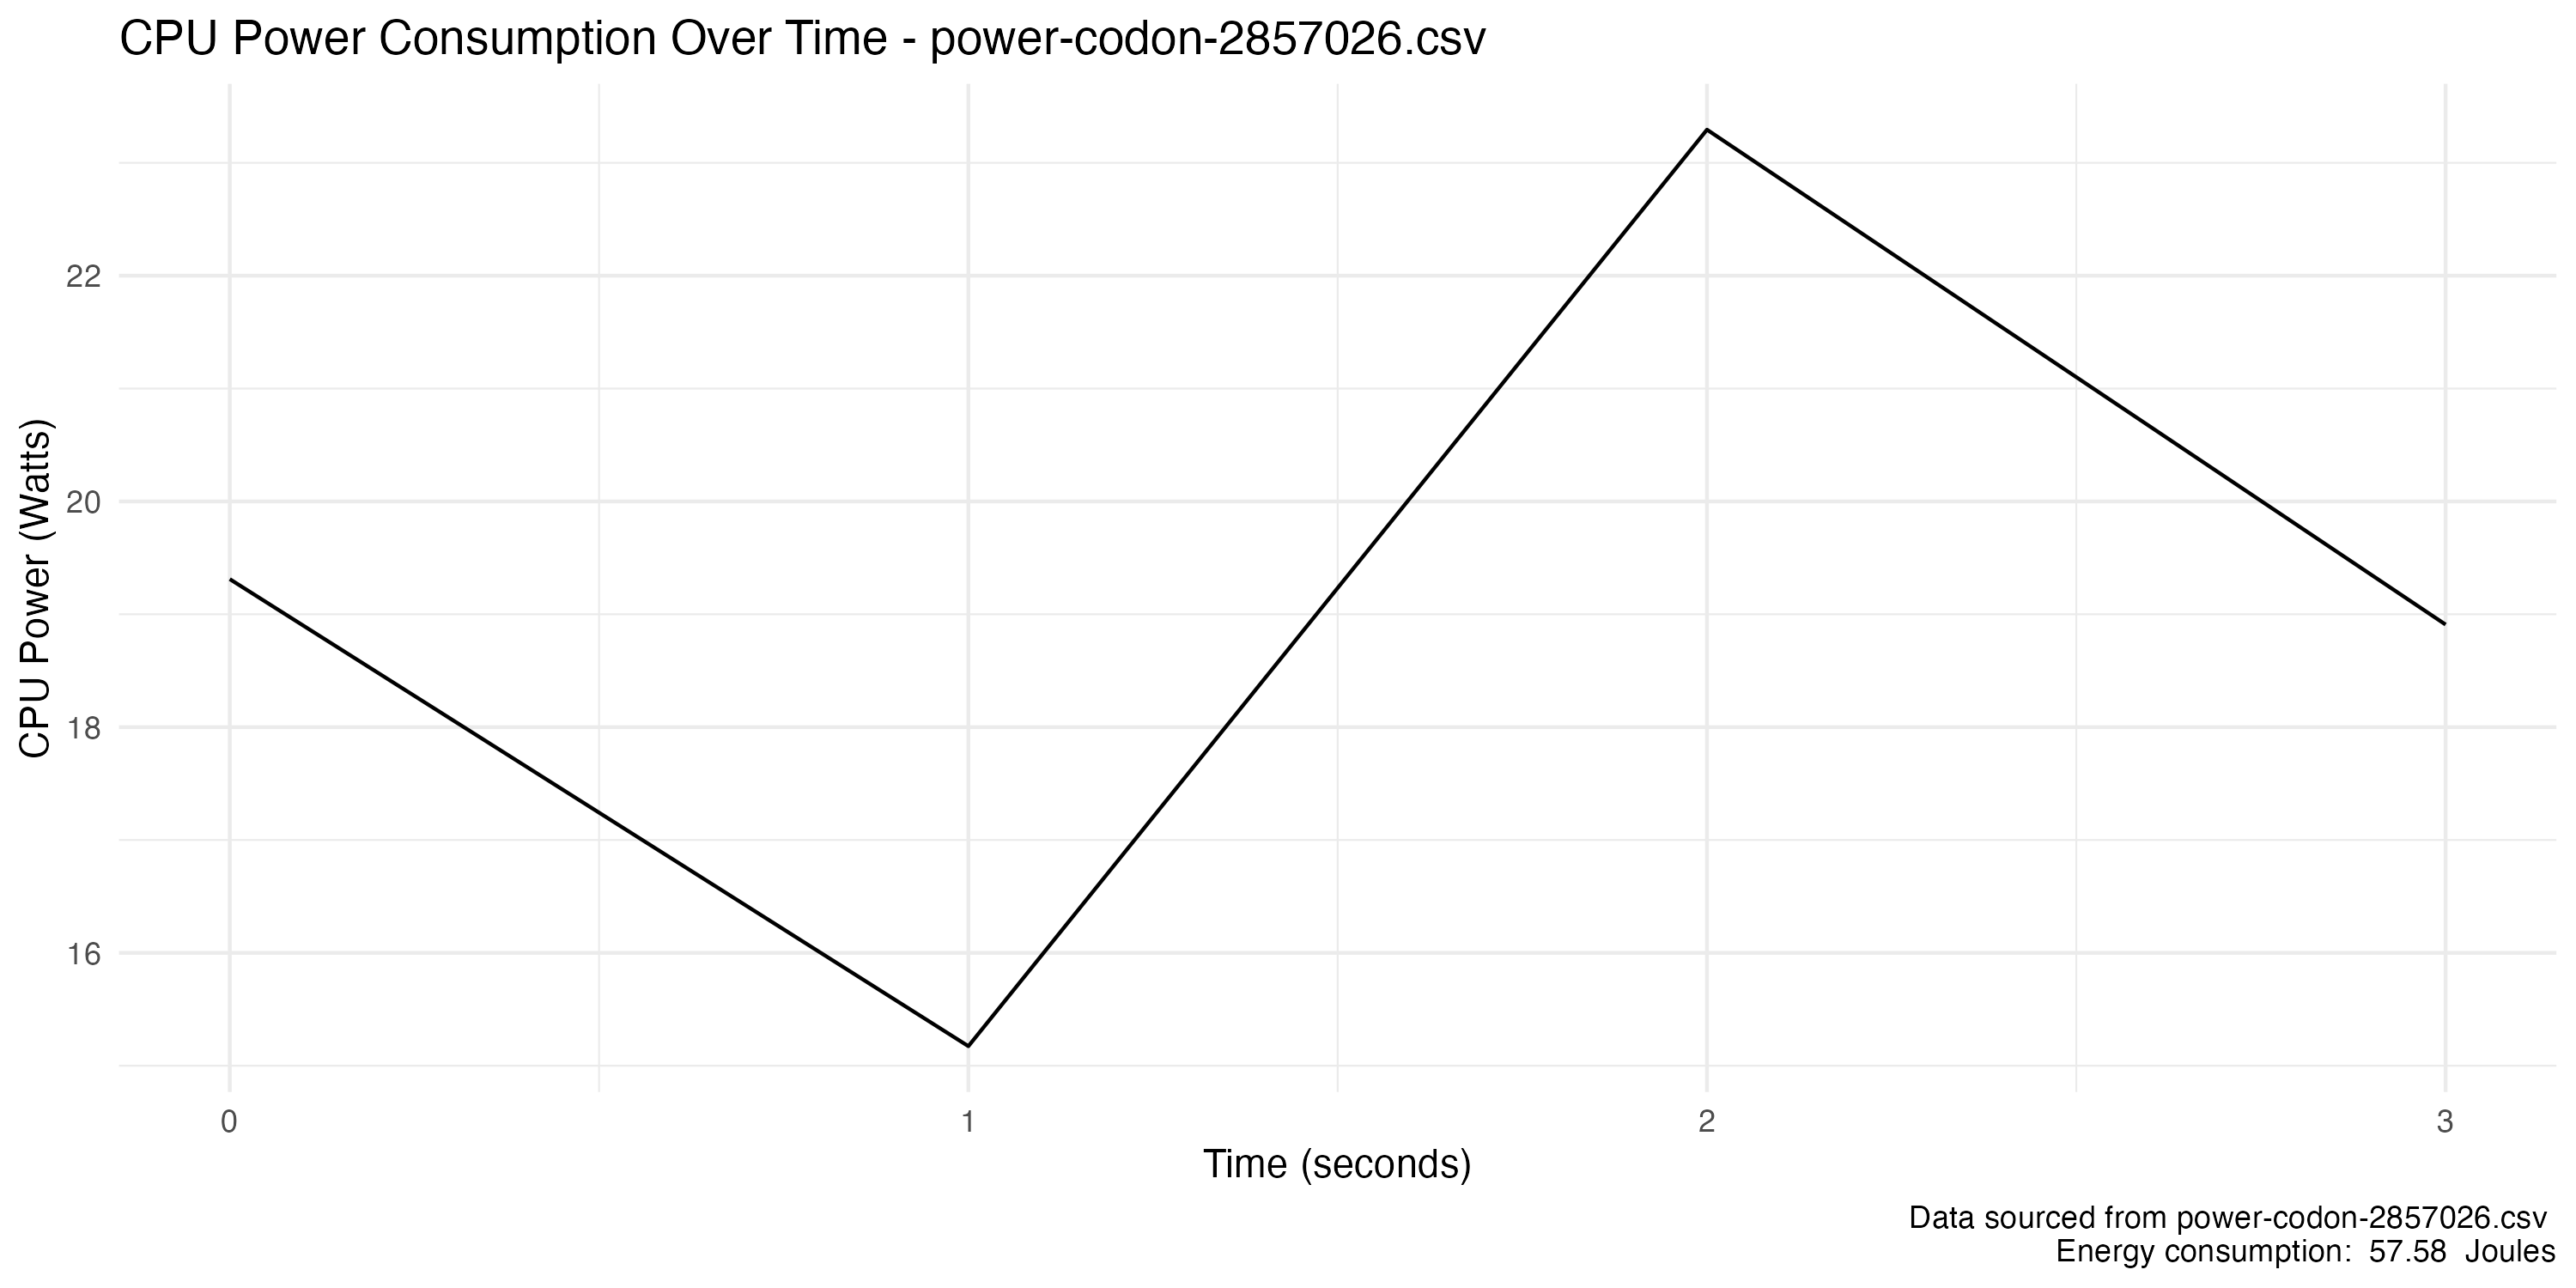 CPU Power Consumption Over Time - power-codon-2857026.csv
CPU Power (Watts)
22
20
18
16
0 1 2 3
Time (seconds)
Data sourced from power-codon-2857026.csv
Energy consumption:  57.58  Joules